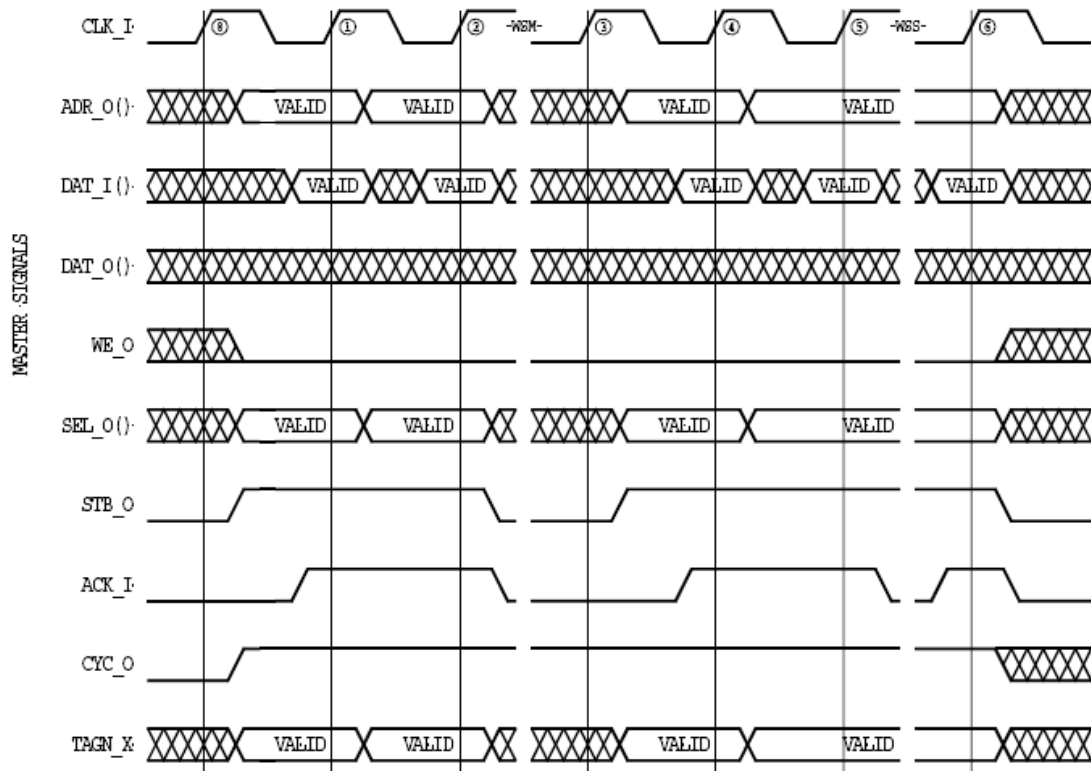 CLK_I ⓪ ① ② -WSM- ③ ④ ⑤ -WSS- ⑥
ADR_O() VALID VALID VALID VALID
DAT_I() VALID VALID VALID VALID VALID
DAT_O()
WE_O
SEL_O() VALID VALID VALID VALID
STB_O
ACK_I
CYC_O
TAGN_X VALID VALID VALID VALID
MASTER SIGNALS